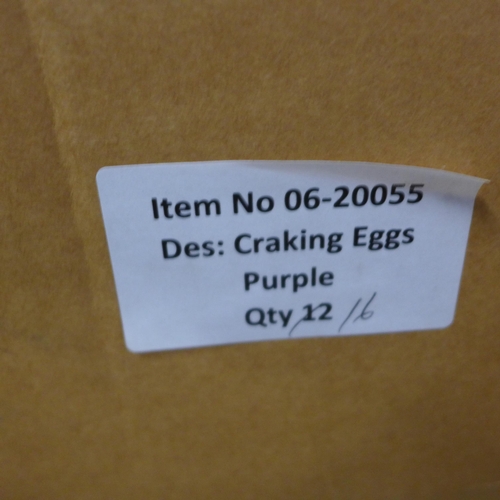 Item No 06-20055
Des: Craking Eggs
Purple
Qty 12 16